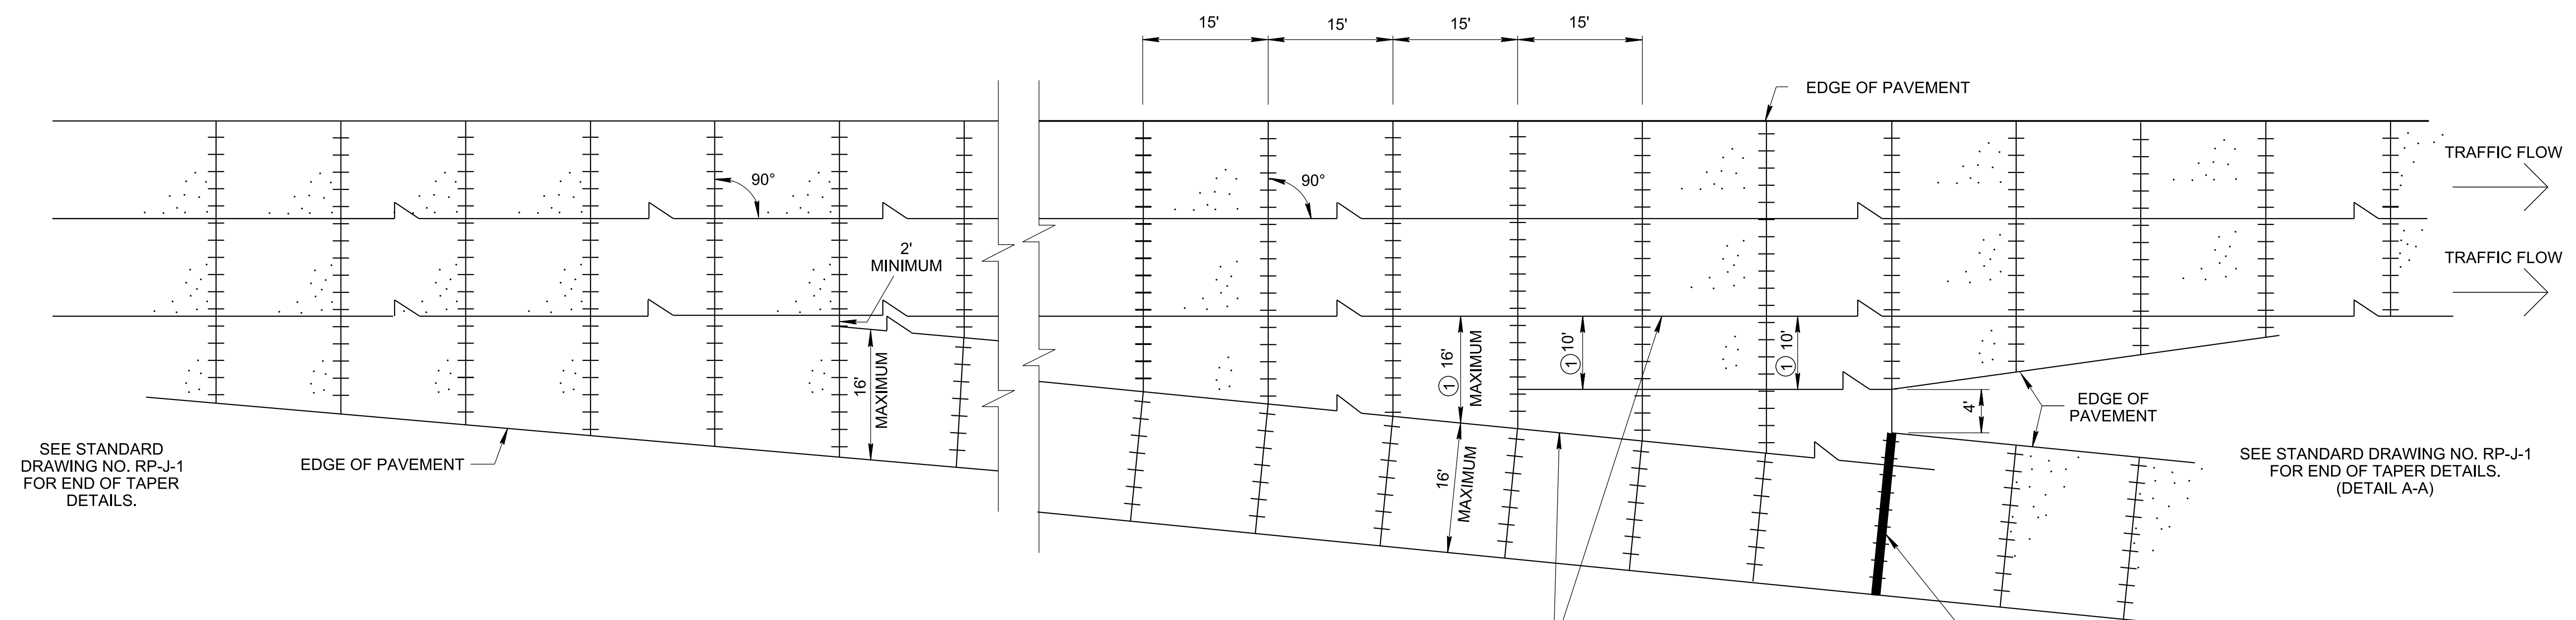 15'
15'
15'
15'
EDGE OF PAVEMENT
TRAFFIC FLOW
90°
90°
2'
MINIMUM
TRAFFIC FLOW
16'
MAXIMUM
1 16'
MAXIMUM
1 10'
1 10'
4'
EDGE OF
PAVEMENT
SEE STANDARD
DRAWING NO. RP-J-1
FOR END OF TAPER
DETAILS.
EDGE OF PAVEMENT
16'
MAXIMUM
SEE STANDARD DRAWING NO. RP-J-1
FOR END OF TAPER DETAILS.
(DETAIL A-A)